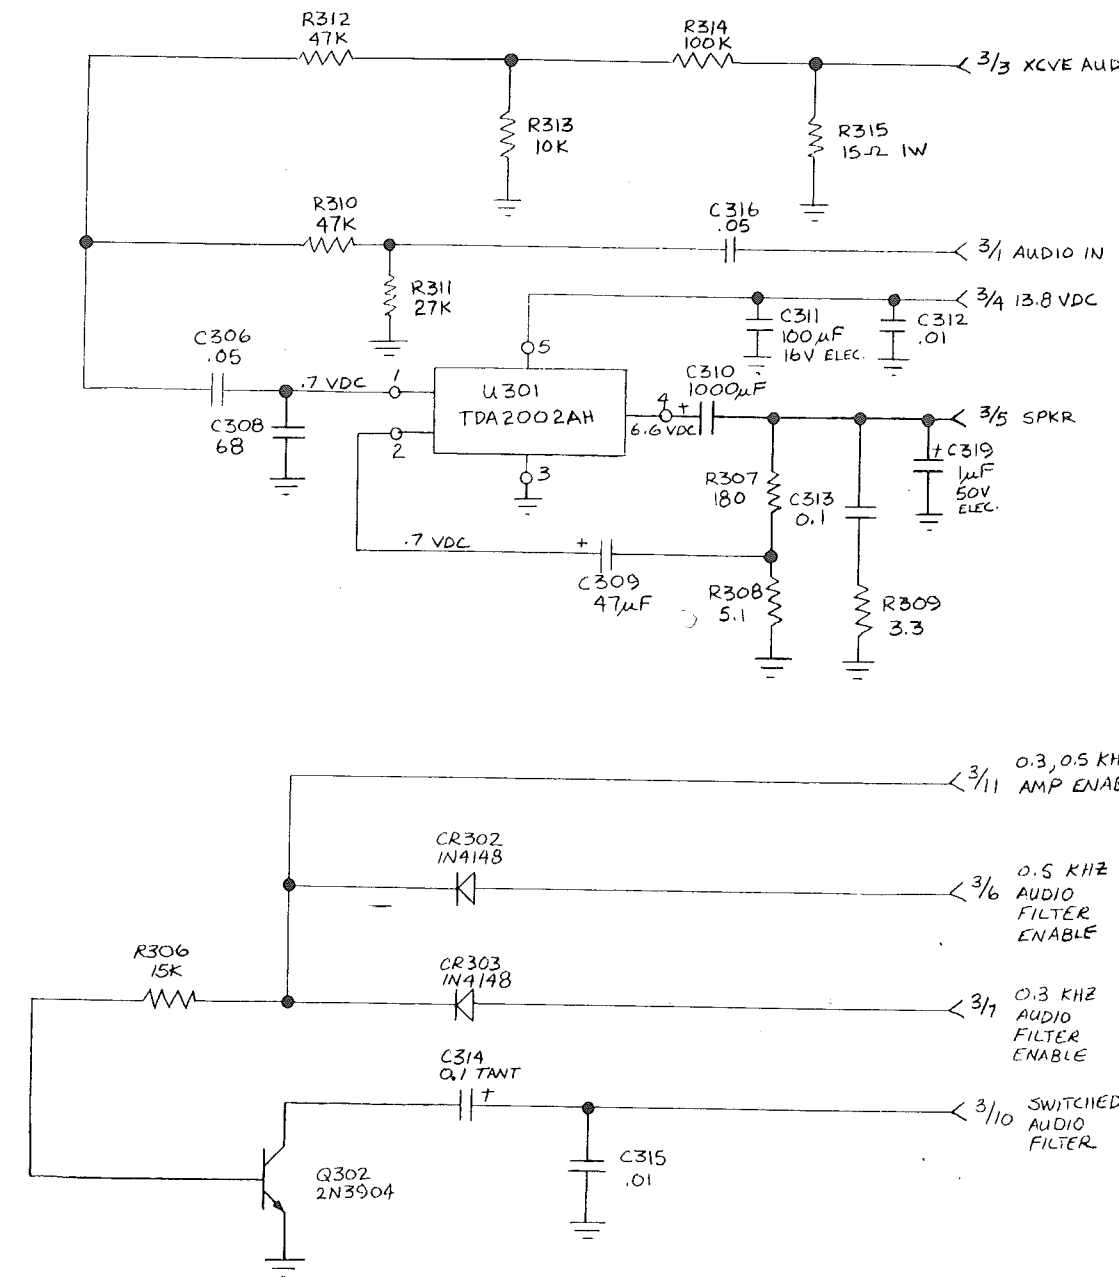 R312
47K
R314
100K
3/3 XCVE AUD
R313
10K
R315
15Ω 1W
R310
47K
C316
.05
3/1 AUDIO IN
R311
27K
3/4 13.8 VDC
C311
100µF
16V ELEC.
C312
.01
C306
.05
5
.7 VDC
1
U301
TDA2002AH
C310
1000µF
4
+
6.6 VDC
3/5 SPKR
C308
68
2
3
R307
180
C313
0.1
+
C319
1µF
50V
ELEC.
.7 VDC
+
C309
47µF
R308
5.1
R309
3.3
3/11
0.3, 0.5 KH
AMP ENAB
CR302
1N4148
3/6
0.5 KHZ
AUDIO
FILTER
ENABLE
R306
15K
CR303
1N4148
3/7
0.3 KHZ
AUDIO
FILTER
ENABLE
C314
0.1 TANT
+
3/10
SWITCHED
AUDIO
FILTER
C315
.01
Q302
2N3904